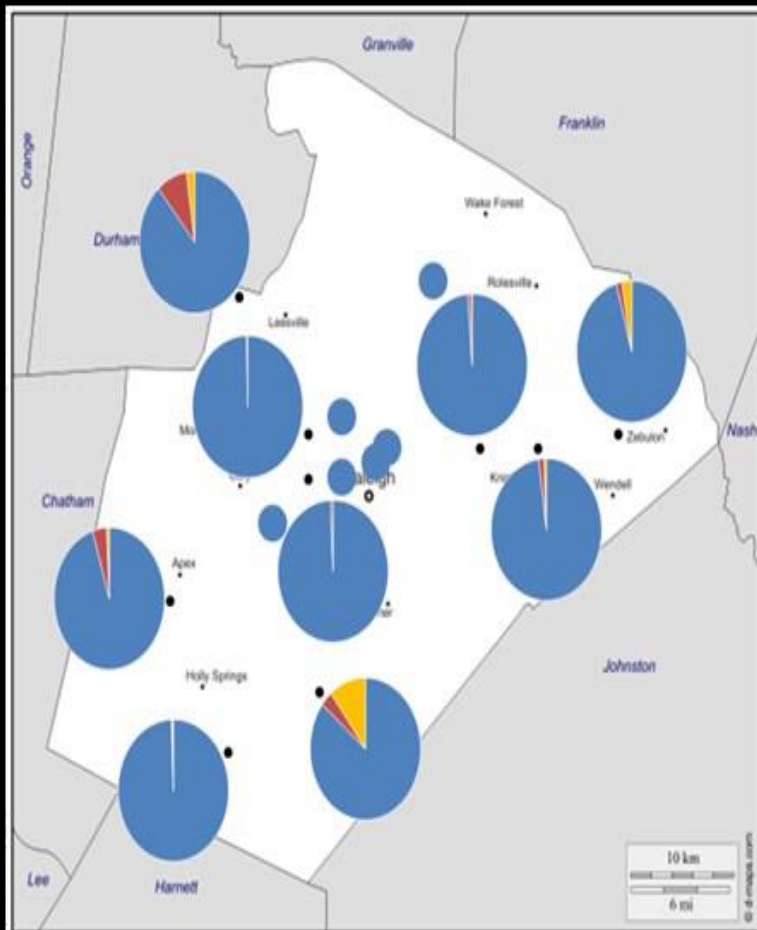 Granville
Franklin
Orange
Wake Forest
Durham
Rolesville
Leesville
Zebulon
Nash
Chatham
Wendell
Apex
Johnston
Holly Springs
10 km
6 mi
Lee
Harnett
© d-maps.com